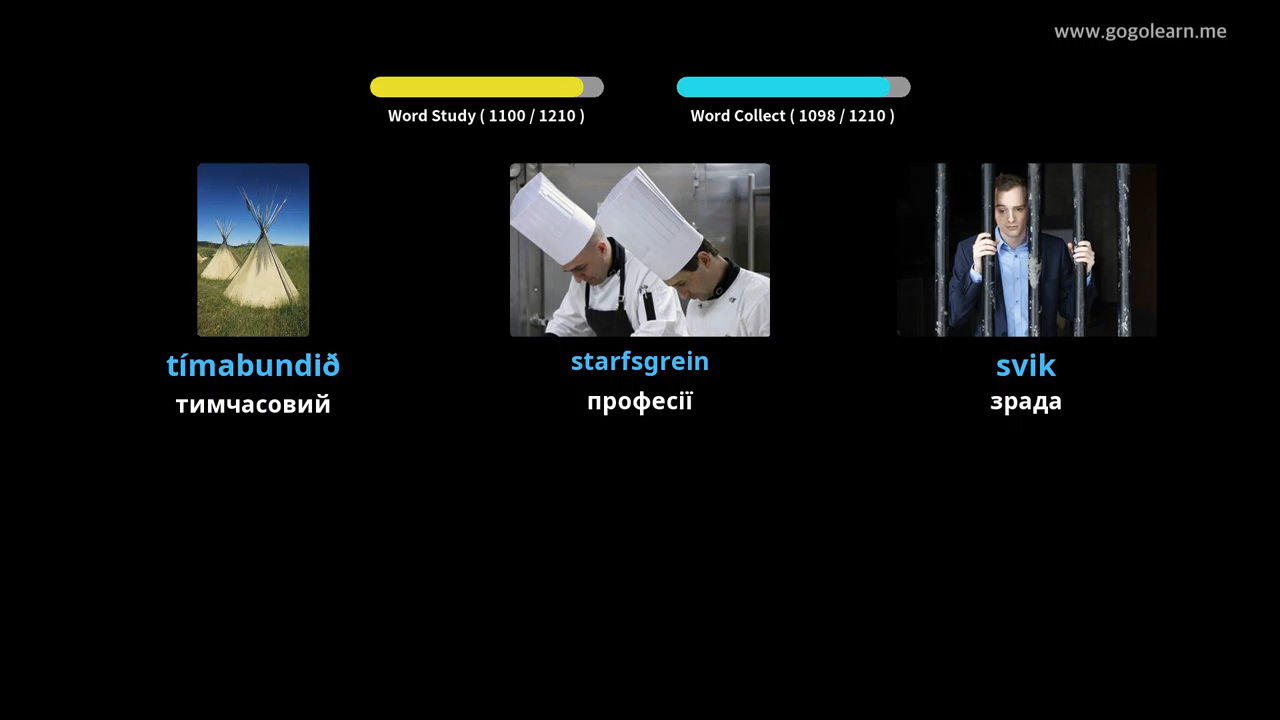 www.gogolearn.me
Word Study ( 1100 / 1210 )
Word Collect ( 1098 / 1210 )
tímabundið
тимчасовий
starfsgrein
професії
svik
зрада